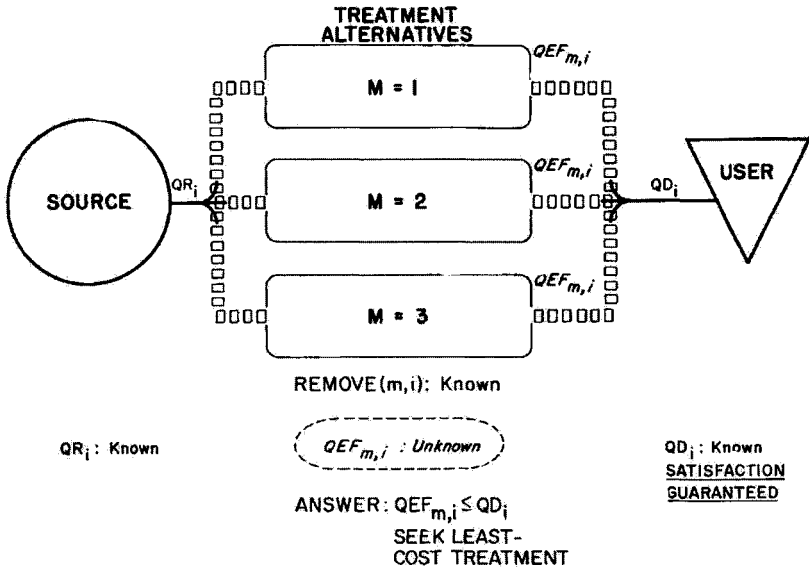 TREATMENT
ALTERNATIVES
QEFm,i
M = 1
QRi
SOURCE
QEFm,i
M = 2
QDi
USER
QEFm,i
M = 3
REMOVE(m,i): Known
QRi: Known
QEFm,i : Unknown
QDi: Known
SATISFACTION
GUARANTEED
ANSWER: QEFm,i ≤ QDi
SEEK LEAST-
COST TREATMENT